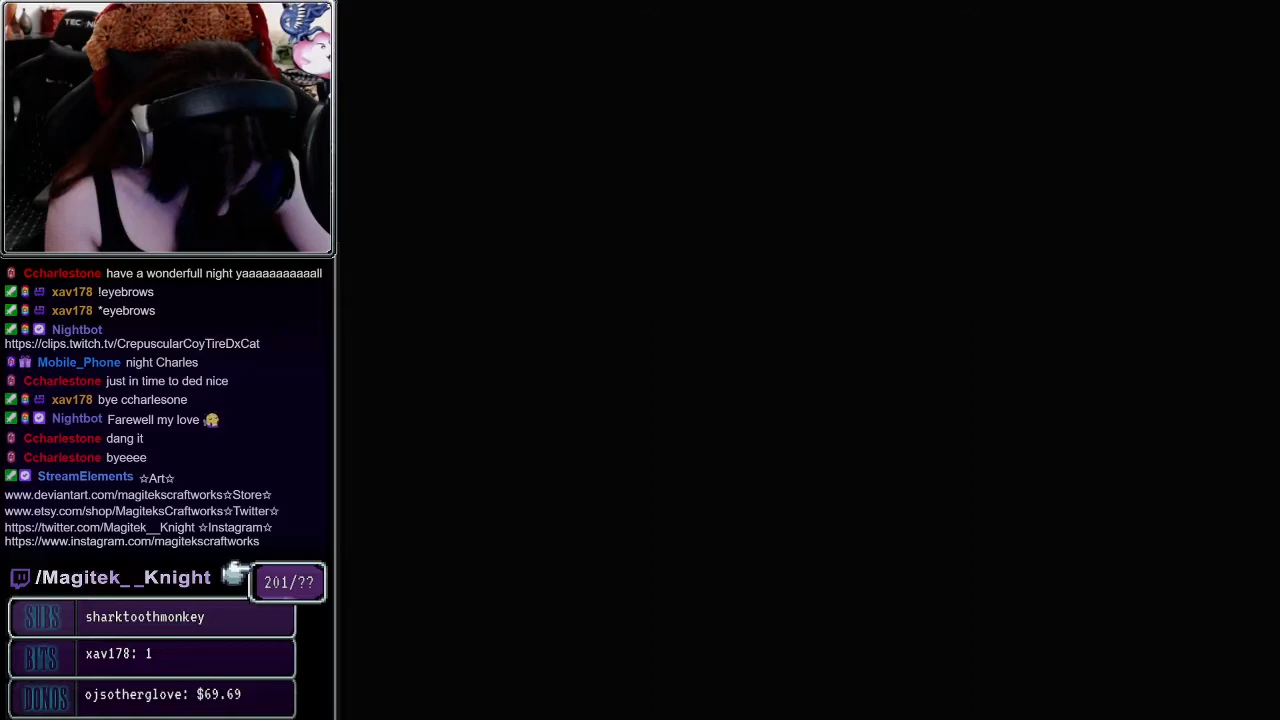 Ccharlestone have a wonderfull night yaaaaaaaaaaall
xav178 !eyebrows
xav178 *eyebrows
Nightbot
https://clips.twitch.tv/CrepuscularCoyTireDxCat
Mobile_Phone night Charles
Ccharlestone just in time to ded nice
xav178 bye ccharlesone
Nightbot Farewell my love
Ccharlestone dang it
Ccharlestone byeeee
StreamElements ☆Art☆
www.deviantart.com/magitekscraftworks☆Store☆
www.etsy.com/shop/MagiteksCraftworks☆Twitter☆
https://twitter.com/Magitek__Knight ☆Instagram☆
https://www.instagram.com/magitekscraftworks
/Magitek__Knight
201/??
SUBS sharktoothmonkey
BITS xav178: 1
DONOS ojsotherglove: $69.69